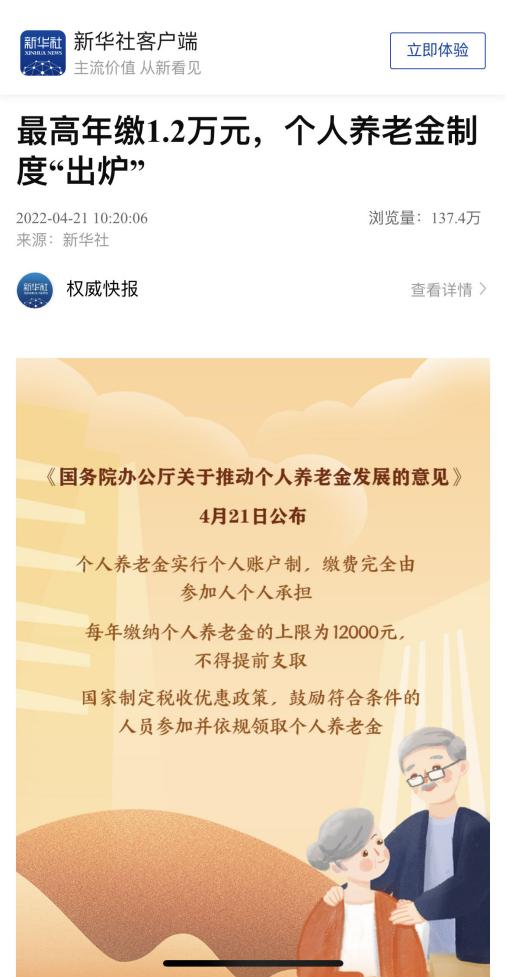 新华社
XINHUA NEWS
新华社客户端
主流价值 从新看见
立即体验
最高年缴1.2万元，个人养老金制
度“出炉”
2022-04-21 10:20:06
浏览量：137.4万
来源：新华社
新华社
权威快报
查看详情
《国务院办公厅关于推动个人养老金发展的意见》
4月21日公布
个人养老金实行个人账户制，缴费完全由
参加人个人承担
每年缴纳个人养老金的上限为12000元，
不得提前支取
国家制定税收优惠政策，鼓励符合条件的
人员参加并依规领取个人养老金